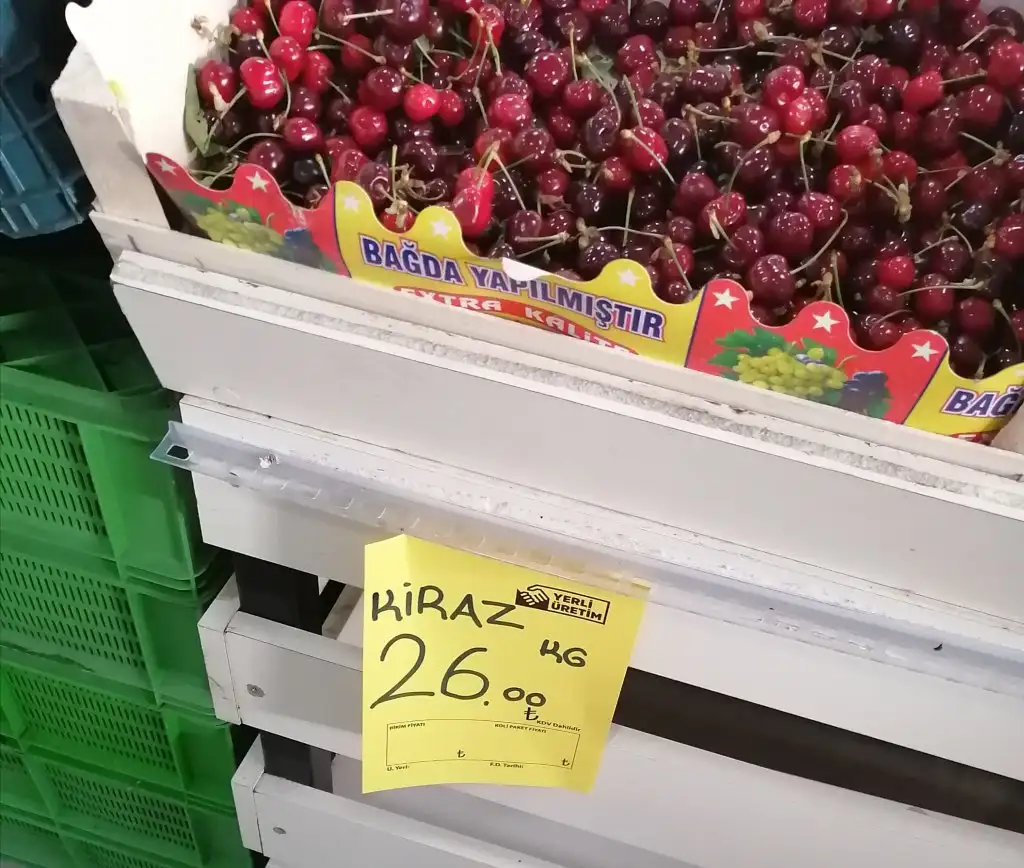 BAĞDA YAPILMIŞTIR
EXTRA KALİTE
BAĞ
KİRAZ
YERLİ
ÜRETİM
KG
26.00
₺ KDV Dahildir
BİRİM FİYATI
KOLİ PAKET FİYATI
₺
₺
Ü. Yeri:
F.D. Tarihi: